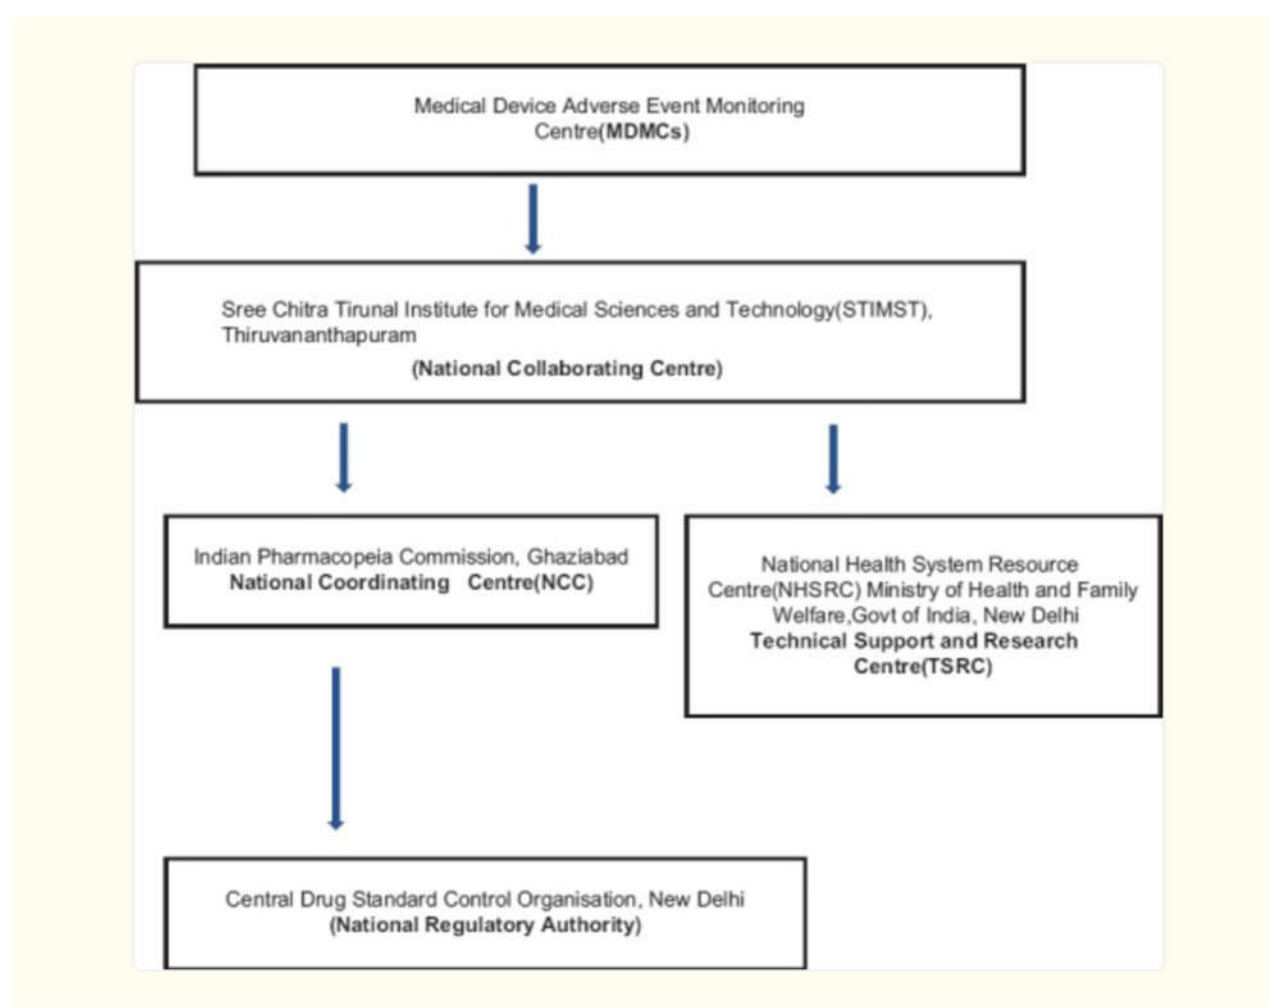 Medical Device Adverse Event Monitoring
Centre(MDMCs)
Sree Chitra Tirunal Institute for Medical Sciences and Technology(STIMST),
Thiruvananthapuram
(National Collaborating Centre)
Indian Pharmacopeia Commission, Ghaziabad
National Coordinating Centre(NCC)
National Health System Resource
Centre(NHSRC) Ministry of Health and Family
Welfare,Govt of India, New Delhi
Technical Support and Research
Centre(TSRC)
Central Drug Standard Control Organisation, New Delhi
(National Regulatory Authority)